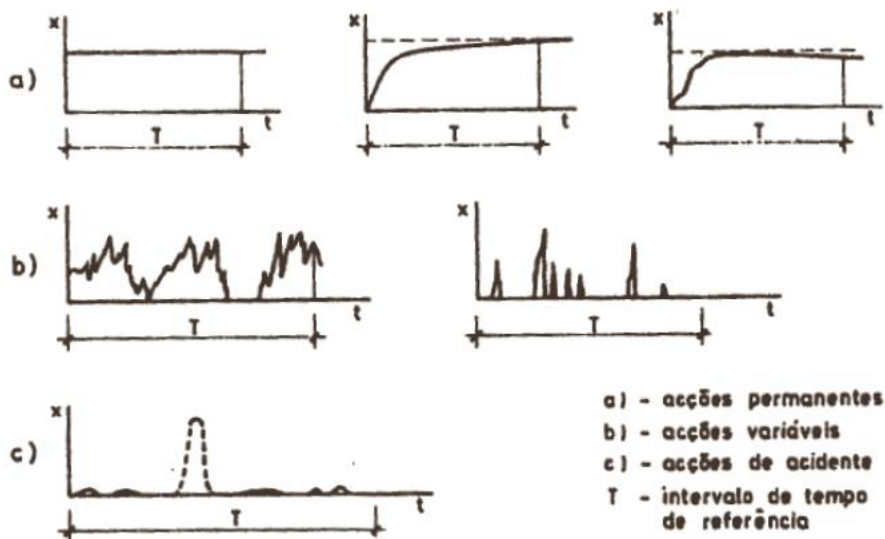 x
x
x
a)
t
t
t
T
T
T
x
x
b)
t
t
T
T
x
c)
t
T
a) - acções permanentes
b) - acções variáveis
c) - acções de acidente
T - intervalo de tempo
de referência